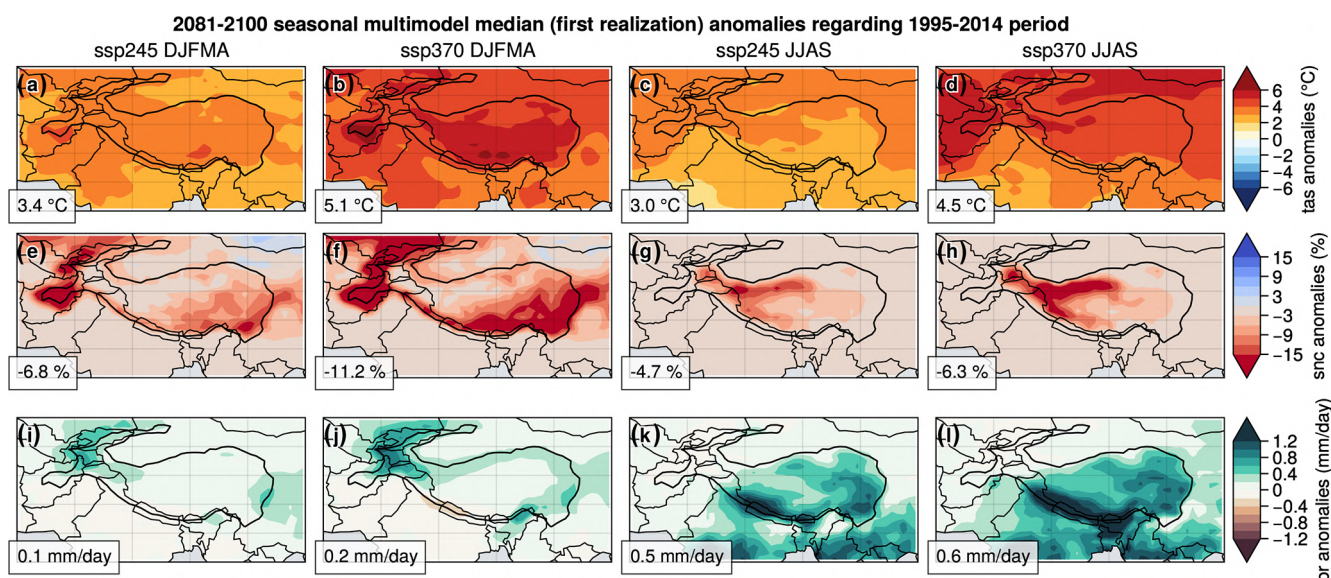 2081-2100 seasonal multimodel median (first realization) anomalies regarding 1995-2014 period
ssp245 DJFMA
ssp370 DJFMA
ssp245 JJAS
ssp370 JJAS
(a)
(b)
(c)
(d)
3.4 °C
5.1 °C
3.0 °C
4.5 °C
6
4
2
0
−2
−4
−6
tas anomalies (°C)
(e)
(f)
(g)
(h)
-6.8 %
-11.2 %
-4.7 %
-6.3 %
15
9
3
−3
−9
−15
snc anomalies (%)
(i)
(j)
(k)
(l)
0.1 mm/day
0.2 mm/day
0.5 mm/day
0.6 mm/day
1.2
0.8
0.4
0
−0.4
−0.8
−1.2
or anomalies (mm/day)